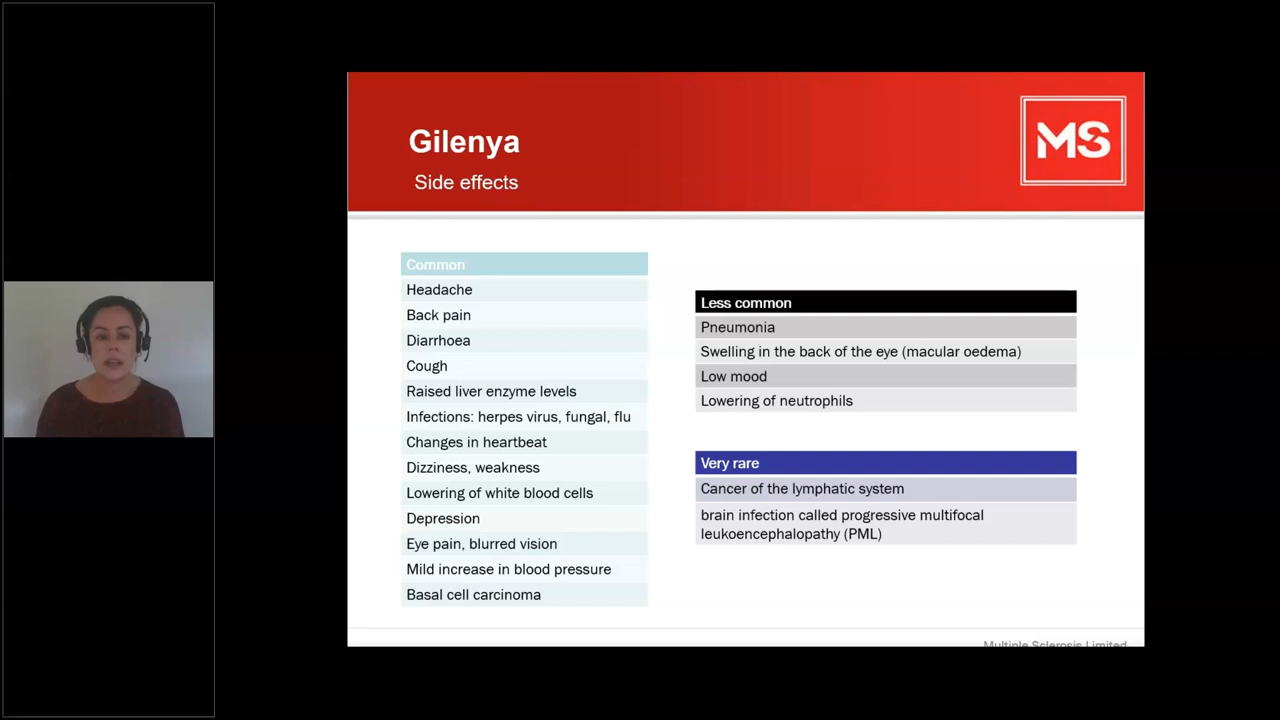 Gilenya
Side effects
MS
Common
Headache
Back pain
Diarrhoea
Cough
Raised liver enzyme levels
Infections: herpes virus, fungal, flu
Changes in heartbeat
Dizziness, weakness
Lowering of white blood cells
Depression
Eye pain, blurred vision
Mild increase in blood pressure
Basal cell carcinoma
Less common
Pneumonia
Swelling in the back of the eye (macular oedema)
Low mood
Lowering of neutrophils
Very rare
Cancer of the lymphatic system
brain infection called progressive multifocal
leukoencephalopathy (PML)
Multiple Sclerosis Limited